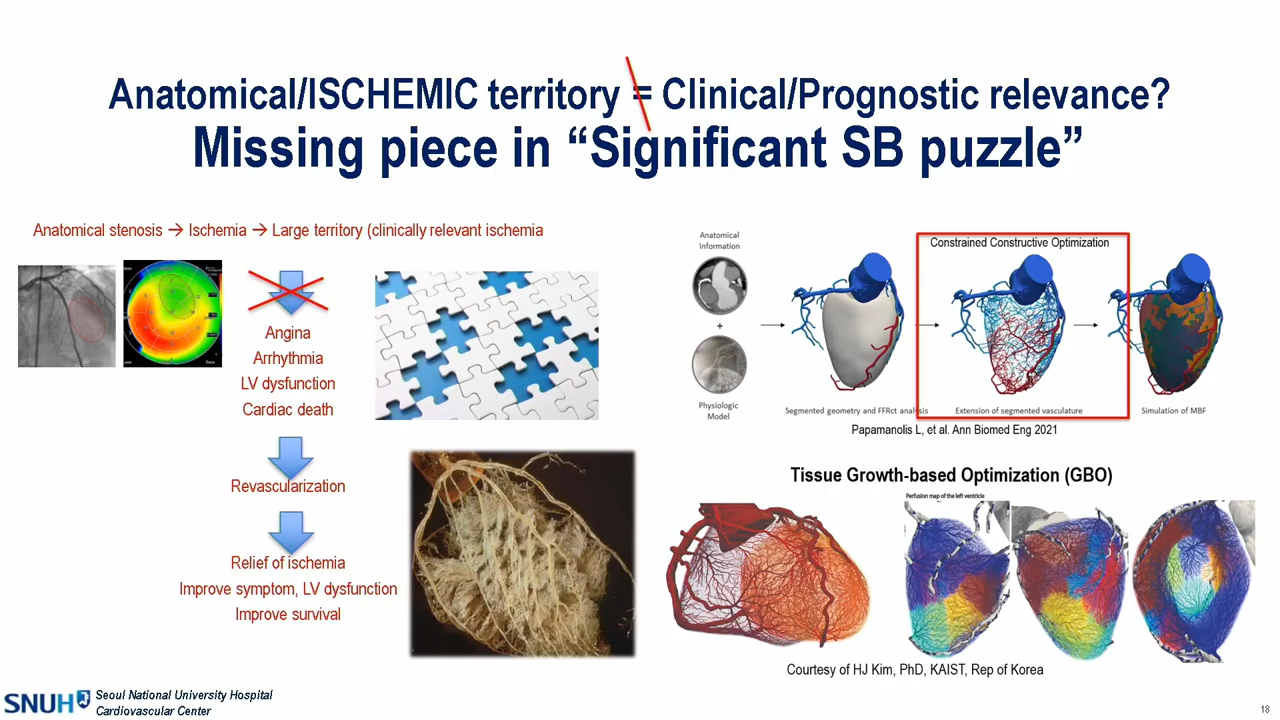 Anatomical/ISCHEMIC territory = Clinical/Prognostic relevance?
Missing piece in “Significant SB puzzle”
Anatomical stenosis → Ischemia → Large territory (clinically relevant ischemia
Angina
Arrhythmia
LV dysfunction
Cardiac death
Revascularization
Relief of ischemia
Improve symptom, LV dysfunction
Improve survival
Anatomical
information
+
Physiologic
Model
Constrained Constructive Optimization
Segmented geometry and FFRct analysis
Extension of segmented vasculature
Simulation of MBF
Papamanolis L, et al. Ann Biomed Eng 2021
Tissue Growth-based Optimization (GBO)
Perfusion map of the left ventricle
Courtesy of HJ Kim, PhD, KAIST, Rep of Korea
SNUH
Seoul National University Hospital
Cardiovascular Center
18